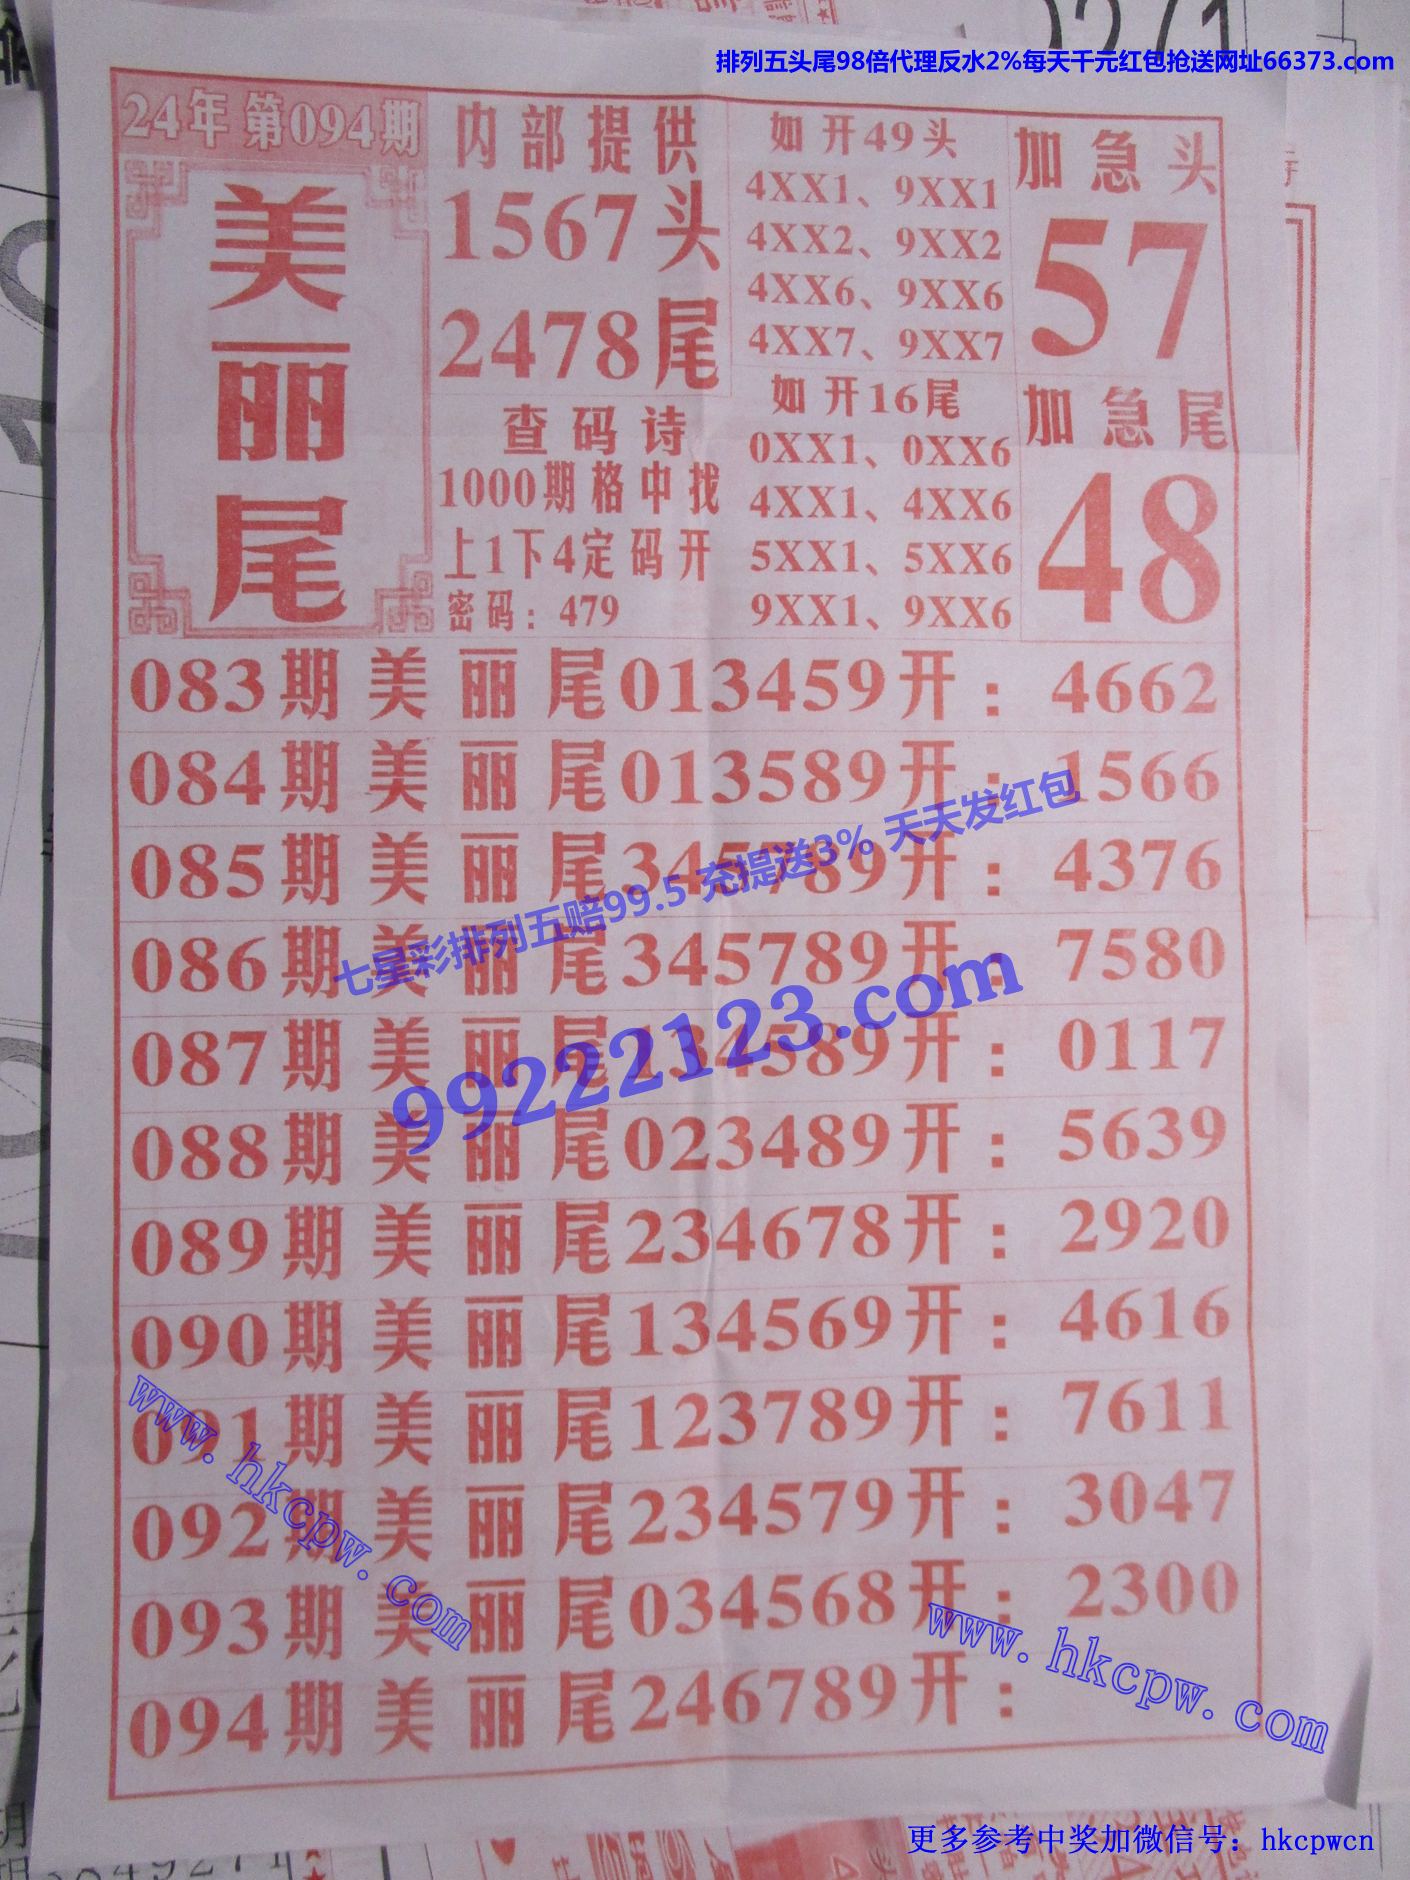 排列五头尾98倍代理反水2%每天千元红包抢送网址66373.com
24年 第094期
美丽尾
内部提供
1567头
2478尾
查码诗
1000期格中找
上1下4定码开
密码：479
如开49头
4XX1、9XX1
4XX2、9XX2
4XX6、9XX6
4XX7、9XX7
如开16尾
0XX1、0XX6
4XX1、4XX6
5XX1、5XX6
9XX1、9XX6
加急头
57
加急尾
48
083期美丽尾013459开：4662
084期美丽尾013589开：1566
085期美丽尾345789开：4376
086期美丽尾345789开：7580
087期美丽尾134589开：0117
088期美丽尾023489开：5639
089期美丽尾234678开：2920
090期美丽尾134569开：4616
091期美丽尾123789开：7611
092期美丽尾234579开：3047
093期美丽尾034568开：2300
094期美丽尾246789开：
七星彩排列五赔99.5 充提送3% 天天发红包
99222123.com
www.hkcpw.com
www.hkcpw.com
更多参考中奖加微信号：hkcpwcn